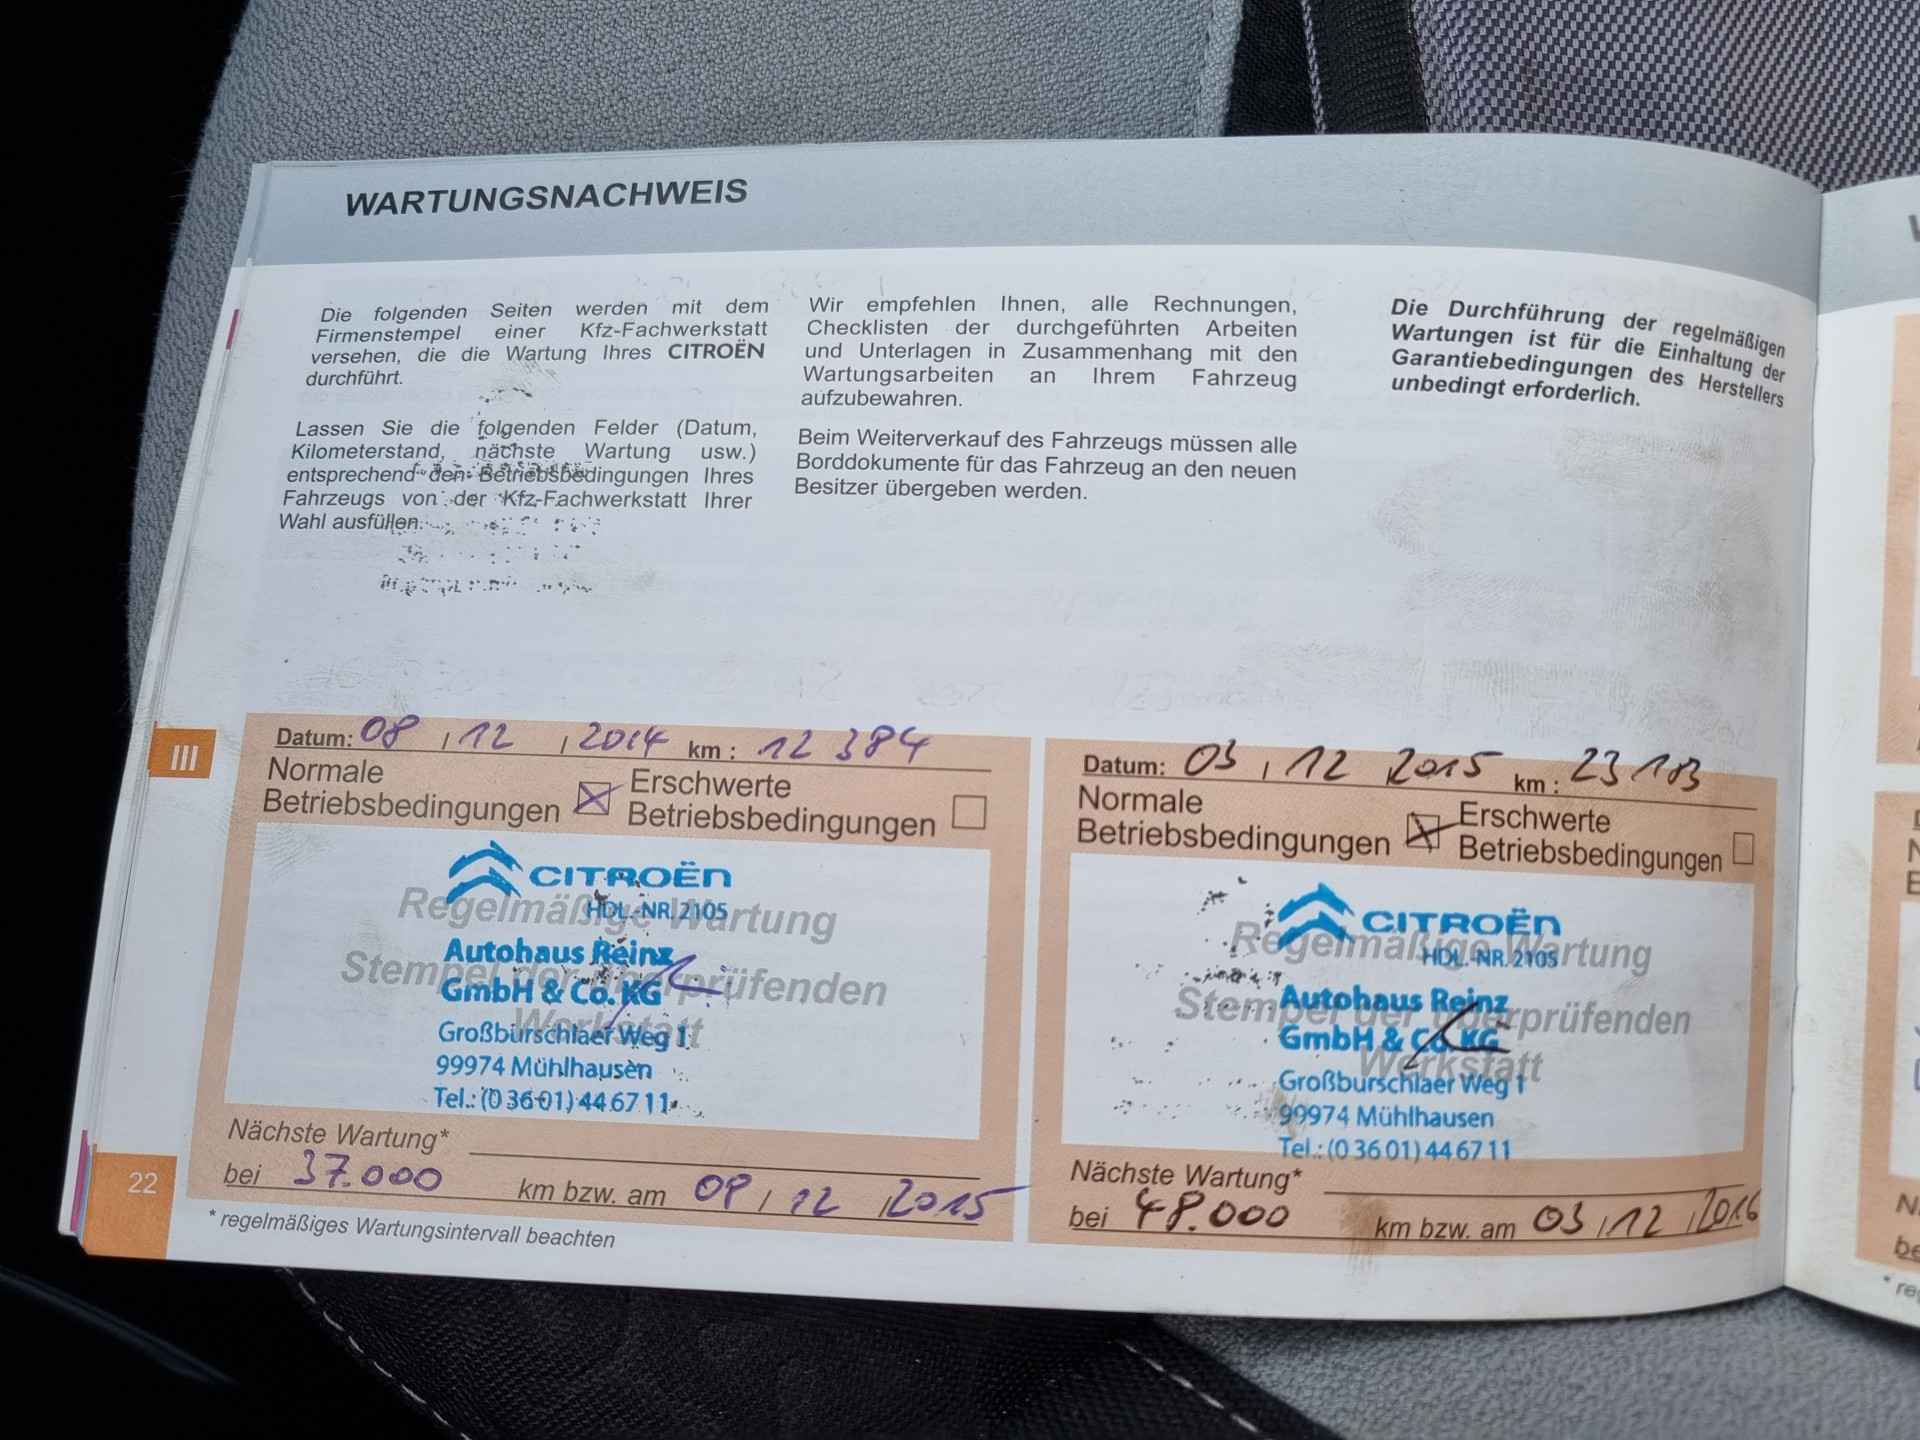 WARTUNGSNACHWEIS
Die folgenden Seiten werden mit dem
Firmenstempel einer Kfz-Fachwerkstatt
versehen, die die Wartung Ihres CITROËN
durchführt.
Lassen Sie die folgenden Felder (Datum,
Kilometerstand, nächste Wartung usw.)
entsprechend den Betriebsbedingungen Ihres
Fahrzeugs von der Kfz-Fachwerkstatt Ihrer
Wahl ausfüllen.
Wir empfehlen Ihnen, alle Rechnungen,
Checklisten der durchgeführten Arbeiten
und Unterlagen in Zusammenhang mit den
Wartungsarbeiten an Ihrem Fahrzeug
aufzubewahren.
Beim Weiterverkauf des Fahrzeugs müssen alle
Borddokumente für das Fahrzeug an den neuen
Besitzer übergeben werden.
Die Durchführung der regelmäßigen
Wartungen ist für die Einhaltung der
Garantiebedingungen des Herstellers
unbedingt erforderlich.
III
Datum: 08 / 12 / 2014 km : 12 384
Normale
Betriebsbedingungen
Erschwerte
Betriebsbedingungen
CITROËN
Regelmäßige Wartung
HDL.-NR. 2105
Autohaus Reinz
Stempel der überprüfenden
GmbH & Co. KG
Werkstatt
Großburschlaer Weg 1
99974 Mühlhausen
Tel.: (0 36 01) 44 67 11
Nächste Wartung*
bei 37.000 km bzw. am 08 / 12 / 2015
* regelmäßiges Wartungsintervall beachten
22
Datum: 03 / 12 2015 km : 23 183
Normale
Betriebsbedingungen
Erschwerte
Betriebsbedingungen
CITROËN
Regelmäßige Wartung
HDL.-NR. 2105
Autohaus Reinz
Stempel der überprüfenden
GmbH & Co. KG
Werkstatt
Großburschlaer Weg 1
99974 Mühlhausen
Tel.: (0 36 01) 44 67 11
Nächste Wartung*
bei 48.000 km bzw. am 03 / 12 / 2016